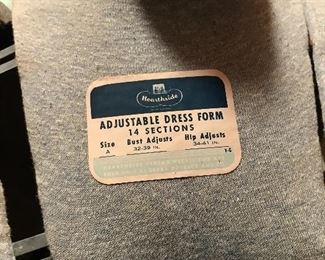 Hearthside
ADJUSTABLE DRESS FORM
14 SECTIONS
Size Bust Adjusts Hip Adjusts
A 32-39 IN. 34-41 IN.